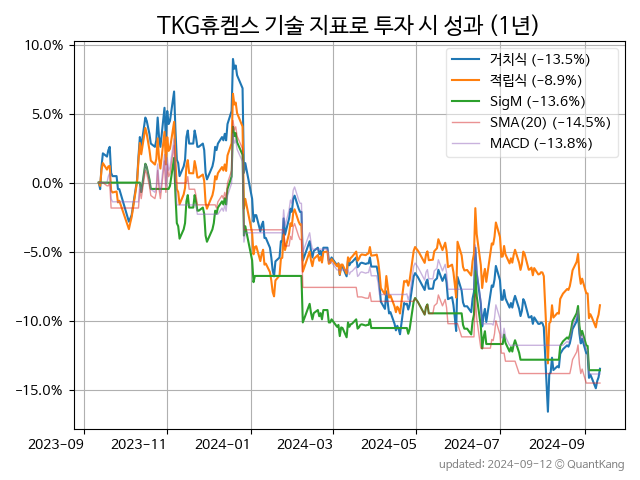 TKG휴켐스 기술 지표로 투자 시 성과 (1년)
10.0%
5.0%
0.0%
−5.0%
−10.0%
−15.0%
거치식 (−13.5%)
적립식 (−8.9%)
SigM (−13.6%)
SMA(20) (−14.5%)
MACD (−13.8%)
2023-09 2023-11 2024-01 2024-03 2024-05 2024-07 2024-09
updated: 2024-09-12 © QuantKang